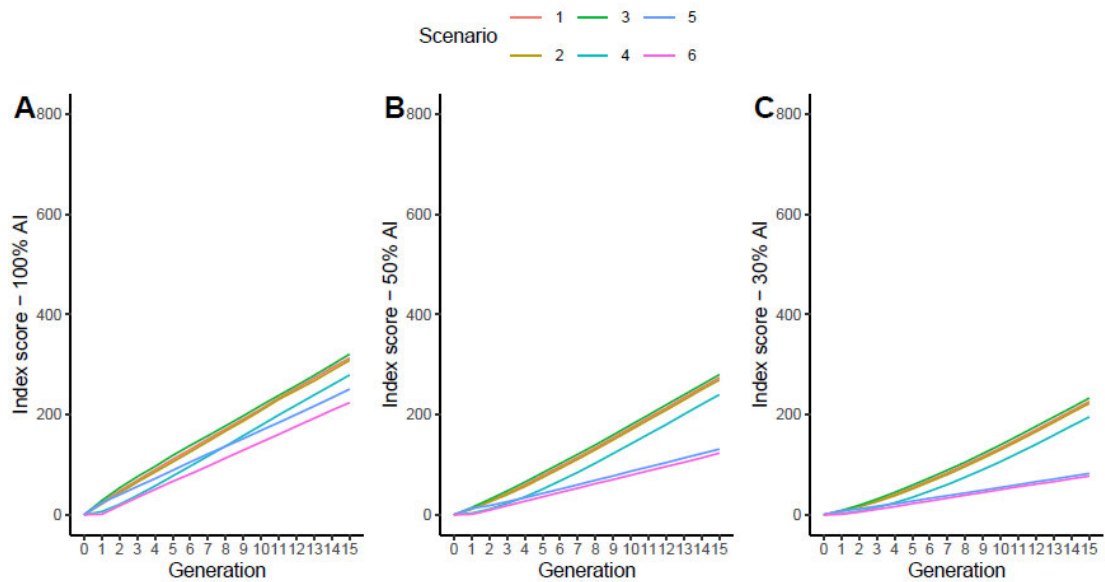 Scenario
1 3 5
2 4 6
A
B
C
800
600
400
200
0
Index score − 100% AI
0 1 2 3 4 5 6 7 8 9 10 11 12 13 14 15
Generation
800
600
400
200
0
Index score − 50% AI
0 1 2 3 4 5 6 7 8 9 10 11 12 13 14 15
Generation
800
600
400
200
0
Index score − 30% AI
0 1 2 3 4 5 6 7 8 9 10 11 12 13 14 15
Generation